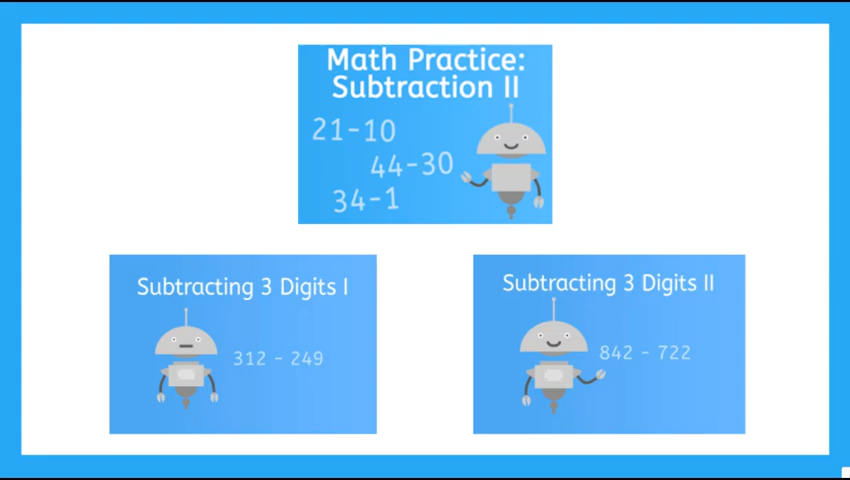 Math Practice:
Subtraction II
21-10
44-30
34-1
Subtracting 3 Digits I
312 - 249
Subtracting 3 Digits II
842 - 722